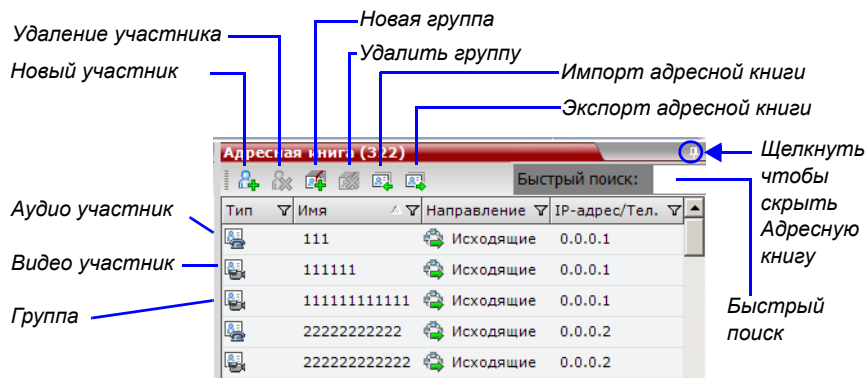 Новая группа
Удаление участника
Удалить группу
Новый участник
Импорт адресной книги
Экспорт адресной книги
Адресная книга (322)
Щелкнуть
чтобы
скрыть
Адресную
книгу
Быстрый поиск:
Тип Имя Направление IP-адрес/Тел.
Аудио участник
111 Исходящие 0.0.0.1
Видео участник
111111 Исходящие 0.0.0.1
Группа
111111111111 Исходящие 0.0.0.1
Быстрый
поиск
22222222222 Исходящие 0.0.0.2
222222222222 Исходящие 0.0.0.2